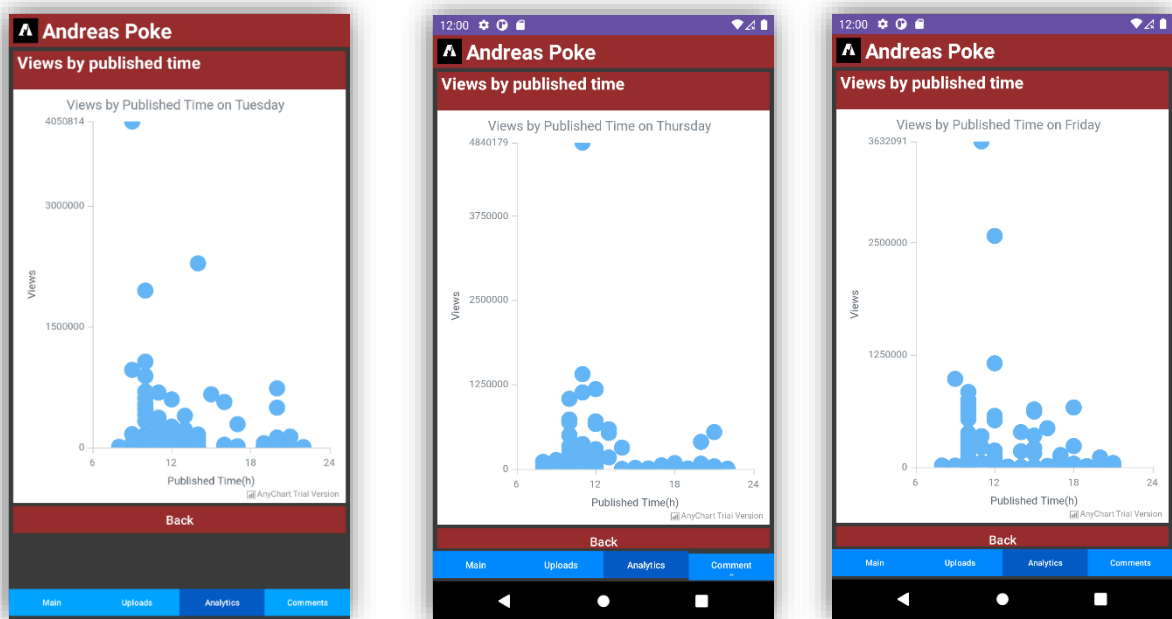 Andreas Poke
Views by published time
Views by Published Time on Tuesday
4050814
3000000
1500000
0
Views
6 12 18 24
Published Time(h)
AnyChart Trial Version
Back
Main Uploads Analytics Comments
12:00
Andreas Poke
Views by published time
Views by Published Time on Thursday
4840179
3750000
2500000
1250000
0
Views
6 12 18 24
Published Time(h)
AnyChart Trial Version
Back
Main Uploads Analytics Comment
12:00
Andreas Poke
Views by published time
Views by Published Time on Friday
3632091
2500000
1250000
0
Views
6 12 18 24
Published Time(h)
AnyChart Trial Version
Back
Main Uploads Analytics Comments